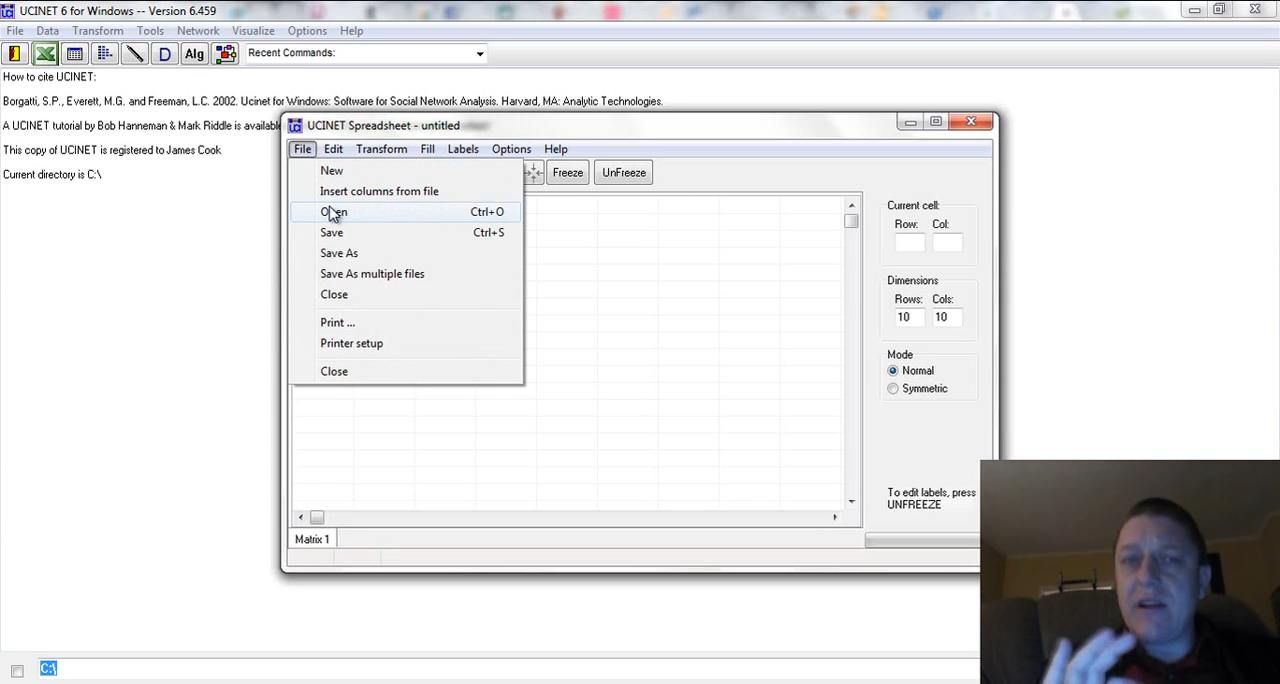 UCINET 6 for Windows -- Version 6.459
File Data Transform Tools Network Visualize Options Help
D Alg Recent Commands:
How to cite UCINET:
Borgatti, S.P., Everett, M.G. and Freeman, L.C. 2002. Ucinet for Windows: Software for Social Network Analysis. Harvard, MA: Analytic Technologies.
A UCINET tutorial by Bob Hanneman & Mark Riddle is available
This copy of UCINET is registered to James Cook
Current directory is C:\
UCINET Spreadsheet - untitled
File Edit Transform Fill Labels Options Help
Freeze UnFreeze
New
Insert columns from file
Open Ctrl+O
Save Ctrl+S
Save As
Save As multiple files
Close
Print ...
Printer setup
Close
Current cell:
Row: Col:
Dimensions
Rows: Cols:
10 10
Mode
Normal
Symmetric
To edit labels, press
UNFREEZE
Matrix 1
C:\